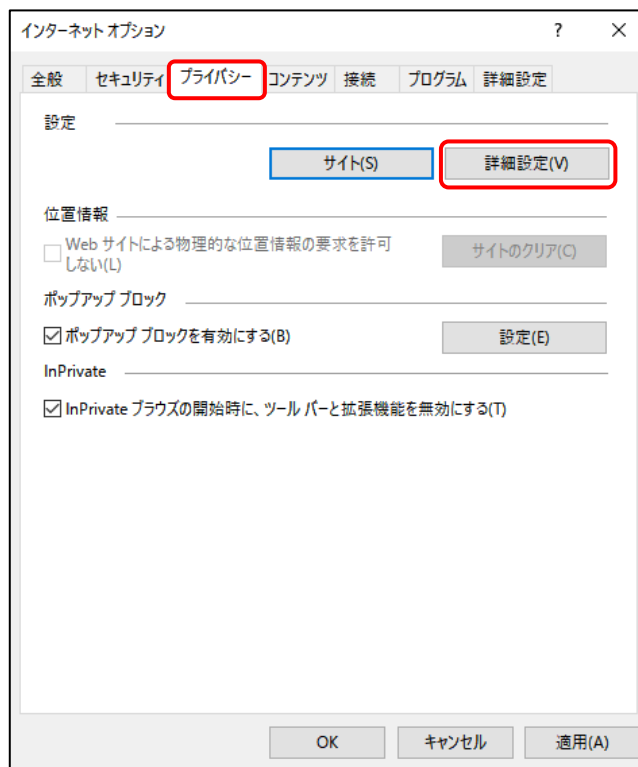 インターネット オプション ? ×
全般 セキュリティ プライバシー コンテンツ 接続 プログラム 詳細設定
設定
サイト(S) 詳細設定(V)
位置情報
Web サイトによる物理的な位置情報の要求を許可
しない(L)
サイトのクリア(C)
ポップアップ ブロック
ポップアップ ブロックを有効にする(B) 設定(E)
InPrivate
InPrivate ブラウズの開始時に、ツール バーと拡張機能を無効にする(T)
OK キャンセル 適用(A)